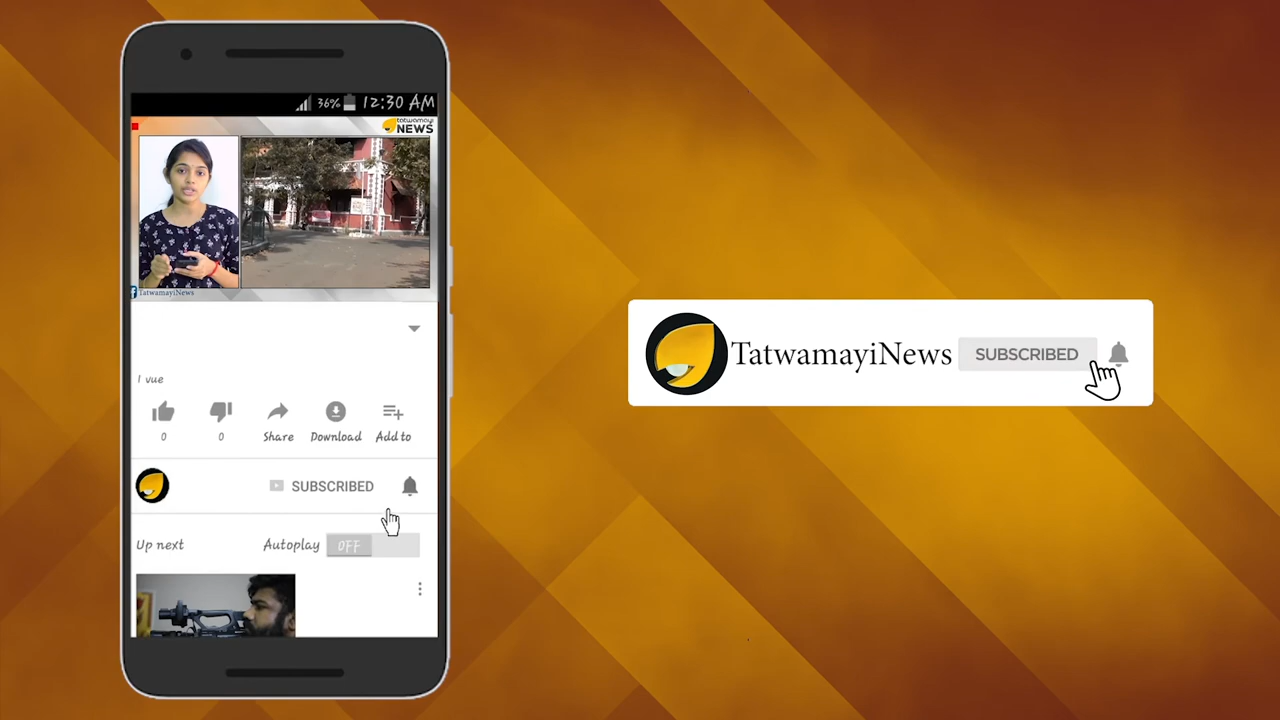 36% 12:30 AM
tatwamayi
NEWS
TatwamayiNews
1 vue
0 0 Share Download Add to
SUBSCRIBED
Up next Autoplay OFF
TatwamayiNews SUBSCRIBED